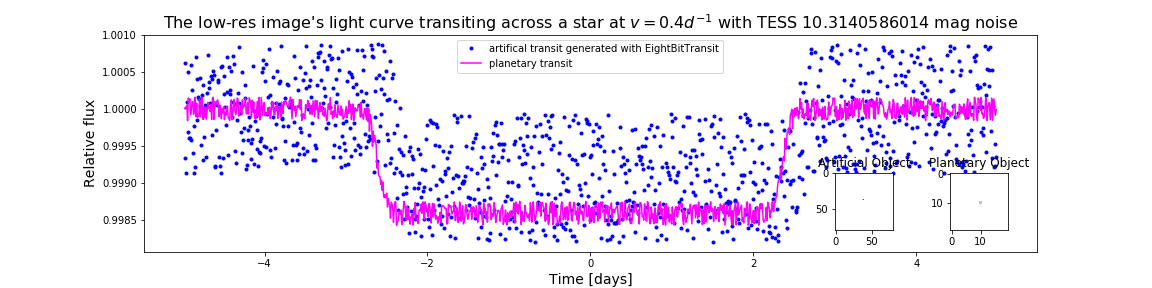 The low-res image's light curve transiting across a star at v = 0.4d⁻¹ with TESS 10.3140586014 mag noise
artifical transit generated with EightBitTransit
planetary transit
Relative flux
1.0010
1.0005
1.0000
0.9995
0.9990
0.9985
Artificial Object
0
50
0 50
Planetary Object
0
10
0 10
−4 −2 0 2 4
Time [days]